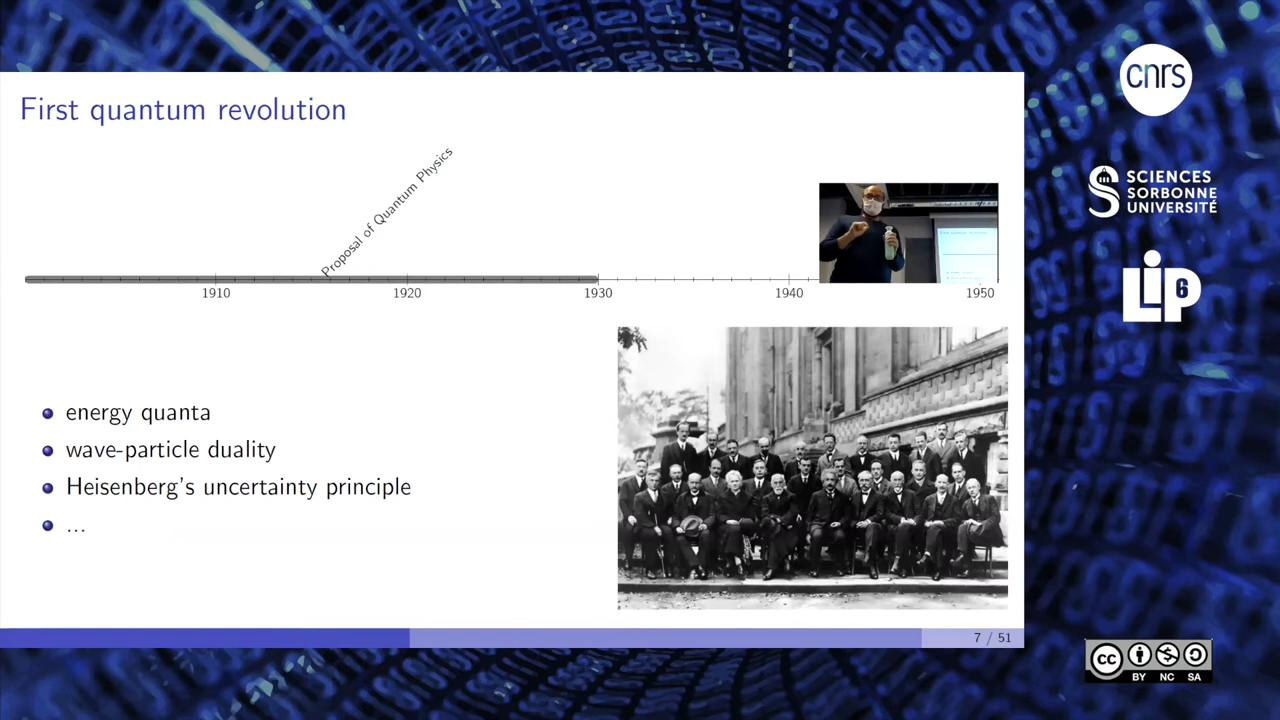 First quantum revolution
Proposal of Quantum Physics
1910
1920
1930
1940
1950
energy quanta
wave-particle duality
Heisenberg's uncertainty principle
...
7 / 51
cnrs
SCIENCES
SORBONNE
UNIVERSITÉ
LIP6
cc
BY NC SA